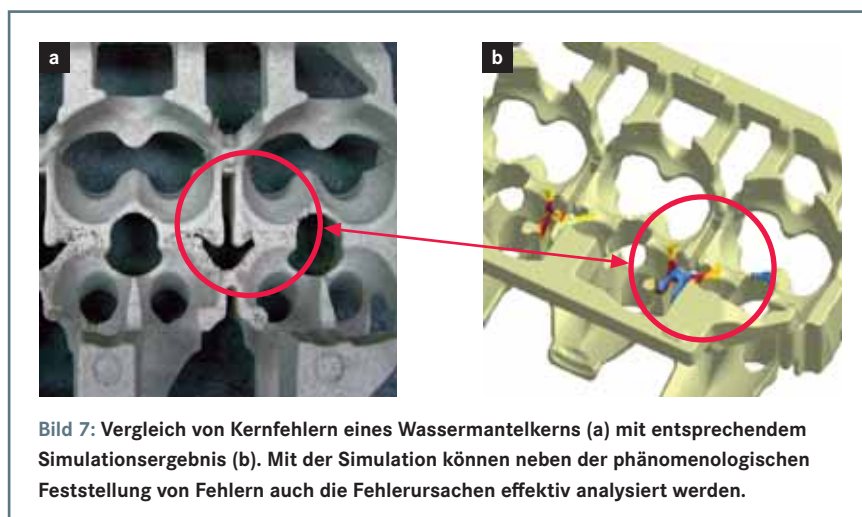 a
b
Bild 7: Vergleich von Kernfehlern eines Wassermantelkerns (a) mit entsprechendem
Simulationsergebnis (b). Mit der Simulation können neben der phänomenologischen
Feststellung von Fehlern auch die Fehlerursachen effektiv analysiert werden.